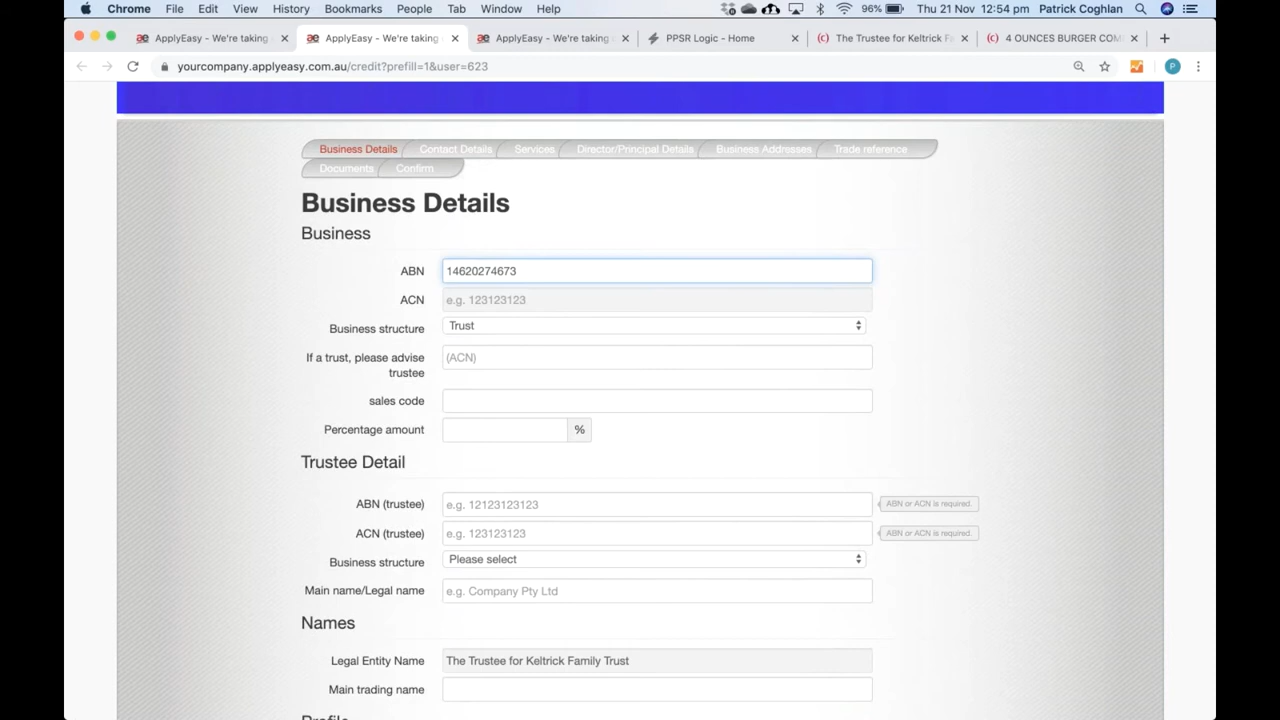 Chrome File Edit View History Bookmarks People Tab Window Help 96% Thu 21 Nov 12:54 pm Patrick Coghlan
ae ApplyEasy - We're taking × ae ApplyEasy - We're taking × ae ApplyEasy - We're taking × PPSR Logic - Home × The Trustee for Keltrick Fa × 4 OUNCES BURGER COM × +
yourcompany.applyeasy.com.au/credit?prefill=1&user=623 P
Business Details Contact Details Services Director/Principal Details Business Addresses Trade reference
Documents Confirm
Business Details
Business
ABN 14620274673
ACN e.g. 123123123
Business structure Trust
If a trust, please advise (ACN)
trustee
sales code
Percentage amount %
Trustee Detail
ABN (trustee) e.g. 12123123123 ABN or ACN is required.
ACN (trustee) e.g. 123123123 ABN or ACN is required.
Business structure Please select
Main name/Legal name e.g. Company Pty Ltd
Names
Legal Entity Name The Trustee for Keltrick Family Trust
Main trading name
Profile